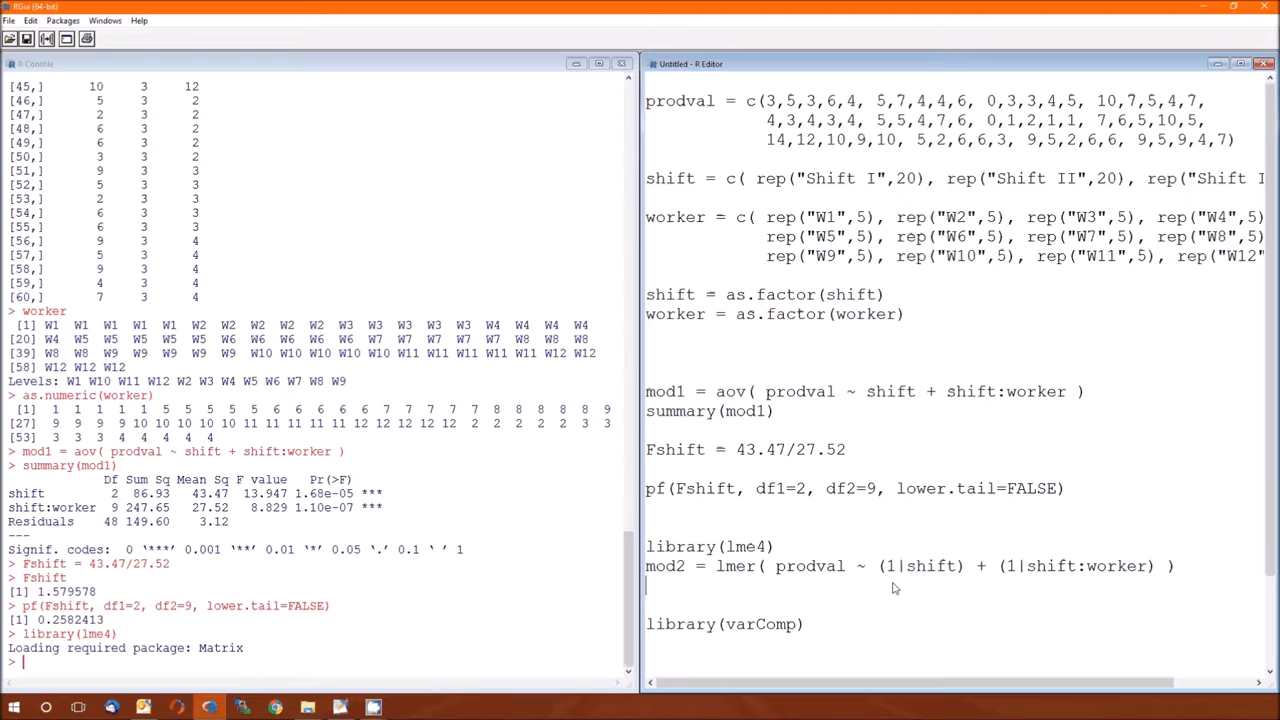 RGui (64-bit)
File Edit Packages Windows Help
R Console
[45,] 10 3 12
[46,] 5 3 2
[47,] 2 3 2
[48,] 6 3 2
[49,] 6 3 2
[50,] 3 3 2
[51,] 9 3 3
[52,] 5 3 3
[53,] 2 3 3
[54,] 6 3 3
[55,] 6 3 3
[56,] 9 3 4
[57,] 5 3 4
[58,] 9 3 4
[59,] 4 3 4
[60,] 7 3 4
> worker
[1] W1 W1 W1 W1 W1 W2 W2 W2 W2 W2 W3 W3 W3 W3 W3 W4 W4 W4 W4
[20] W4 W5 W5 W5 W5 W5 W6 W6 W6 W6 W6 W7 W7 W7 W7 W7 W8 W8 W8
[39] W8 W8 W9 W9 W9 W9 W9 W10 W10 W10 W10 W10 W11 W11 W11 W11 W11 W12 W12
[58] W12 W12 W12
Levels: W1 W10 W11 W12 W2 W3 W4 W5 W6 W7 W8 W9
> as.numeric(worker)
[1] 1 1 1 1 1 5 5 5 5 5 6 6 6 6 6 7 7 7 7 7 8 8 8 8 8 9
[27] 9 9 9 9 10 10 10 10 10 11 11 11 11 11 12 12 12 12 12 2 2 2 2 2 3 3
[53] 3 3 3 4 4 4 4 4
> mod1 = aov( prodval ~ shift + shift:worker )
> summary(mod1)
Df Sum Sq Mean Sq F value Pr(>F)
shift 2 86.93 43.47 13.947 1.68e-05 ***
shift:worker 9 247.65 27.52 8.829 1.10e-07 ***
Residuals 48 149.60 3.12
---
Signif. codes: 0 ‘***’ 0.001 ‘**’ 0.01 ‘*’ 0.05 ‘.’ 0.1 ‘ ’ 1
> Fshift = 43.47/27.52
> Fshift
[1] 1.579578
> pf(Fshift, df1=2, df2=9, lower.tail=FALSE)
[1] 0.2582413
> library(lme4)
Loading required package: Matrix
>
Untitled - R Editor
prodval = c(3,5,3,6,4, 5,7,4,4,6, 0,3,3,4,5, 10,7,5,4,7,
4,3,4,3,4, 5,5,4,7,6, 0,1,2,1,1, 7,6,5,10,5,
14,12,10,9,10, 5,2,6,6,3, 9,5,2,6,6, 9,5,9,4,7)
shift = c( rep("Shift I",20), rep("Shift II",20), rep("Shift I
worker = c( rep("W1",5), rep("W2",5), rep("W3",5), rep("W4",5)
rep("W5",5), rep("W6",5), rep("W7",5), rep("W8",5)
rep("W9",5), rep("W10",5), rep("W11",5), rep("W12"
shift = as.factor(shift)
worker = as.factor(worker)
mod1 = aov( prodval ~ shift + shift:worker )
summary(mod1)
Fshift = 43.47/27.52
pf(Fshift, df1=2, df2=9, lower.tail=FALSE)
library(lme4)
mod2 = lmer( prodval ~ (1|shift) + (1|shift:worker) )
library(varComp)